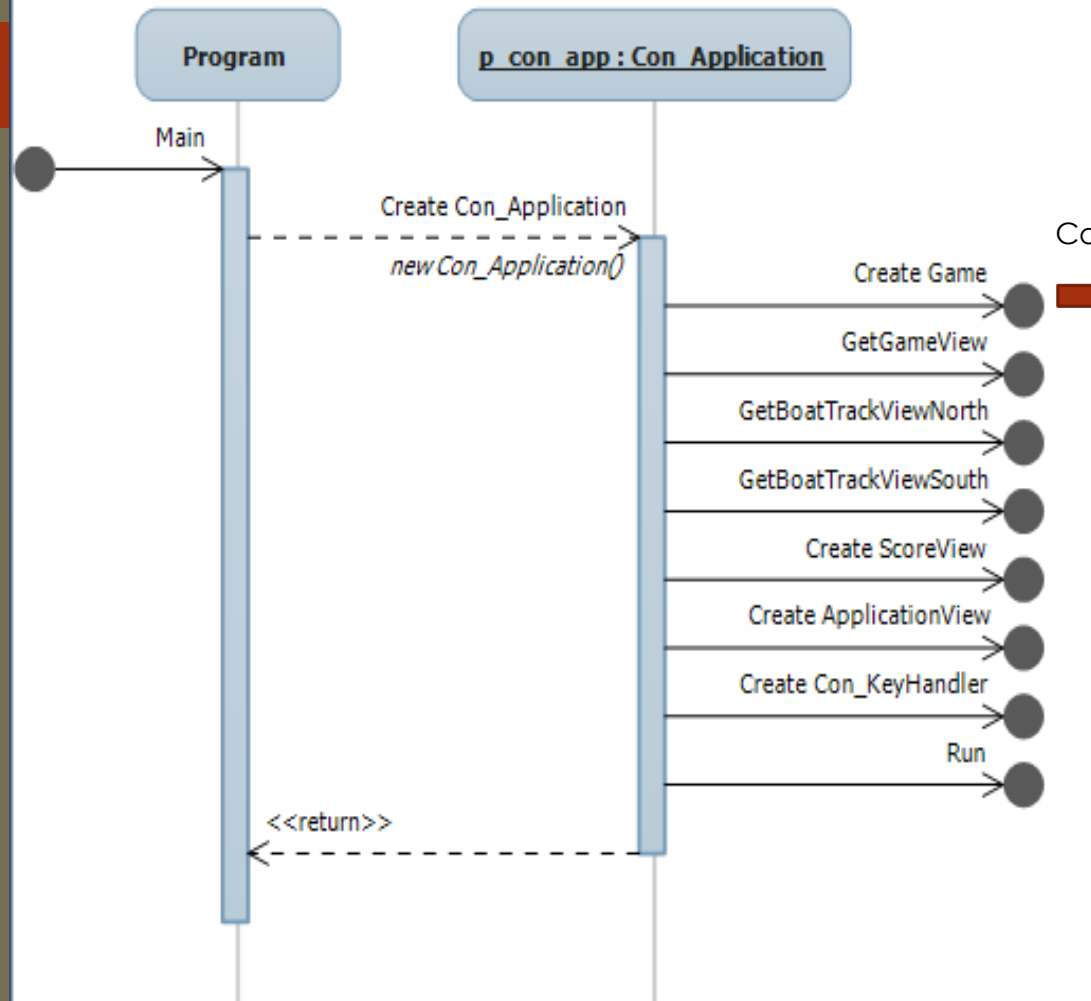 Program
p_con_app : Con_Application
Main
Create Con_Application
new Con_Application()
Create Game
GetGameView
GetBoatTrackViewNorth
GetBoatTrackViewSouth
Create ScoreView
Create ApplicationView
Create Con_KeyHandler
Run
<<return>>